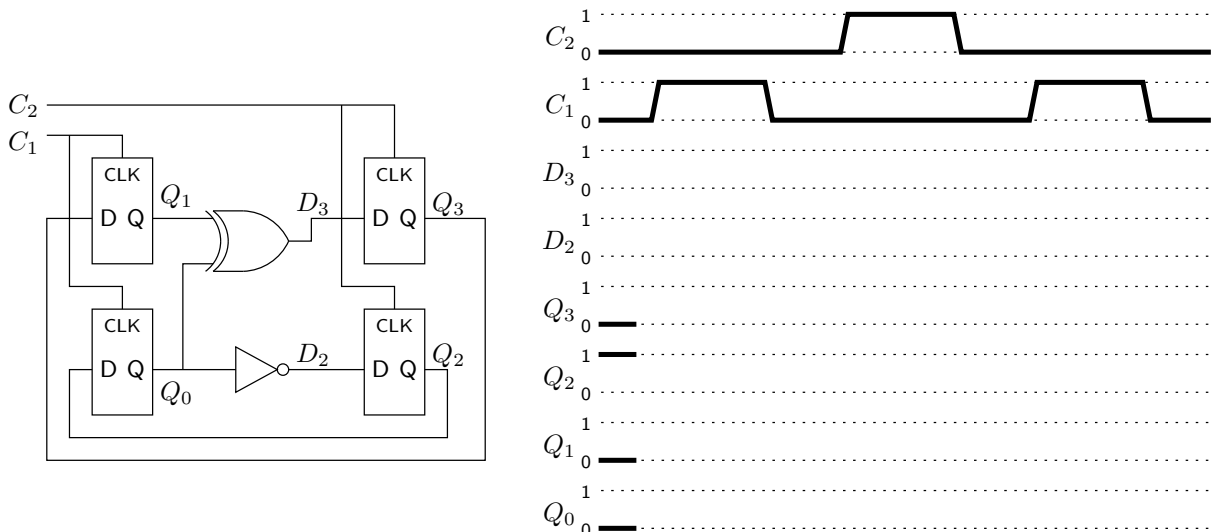 C₂
C₁
CLK
D Q
Q₁
D₃
CLK
D Q
Q₃
CLK
D Q
Q₀
D₂
CLK
D Q
Q₂
C₂ 1 0
C₁ 1 0
D₃ 1 0
D₂ 1 0
Q₃ 1 0
Q₂ 1 0
Q₁ 1 0
Q₀ 1 0